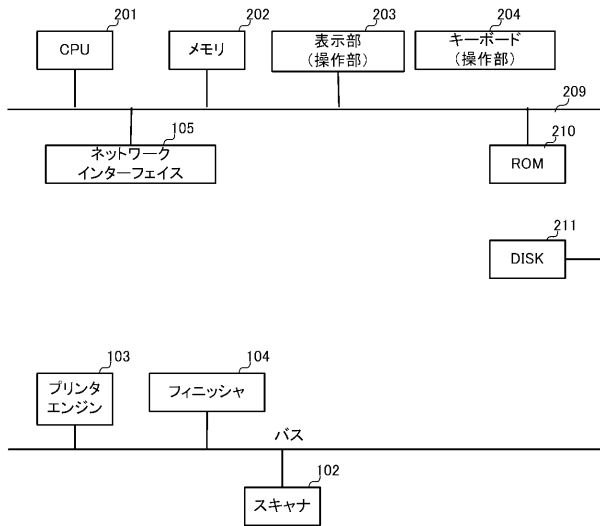 201
202
203
204
CPU
メモリ
表示部
(操作部)
キーボード
(操作部)
209
105
210
ネットワーク
インターフェイス
ROM
211
DISK
103
104
プリンタ
エンジン
フィニッシャ
バス
102
スキャナ